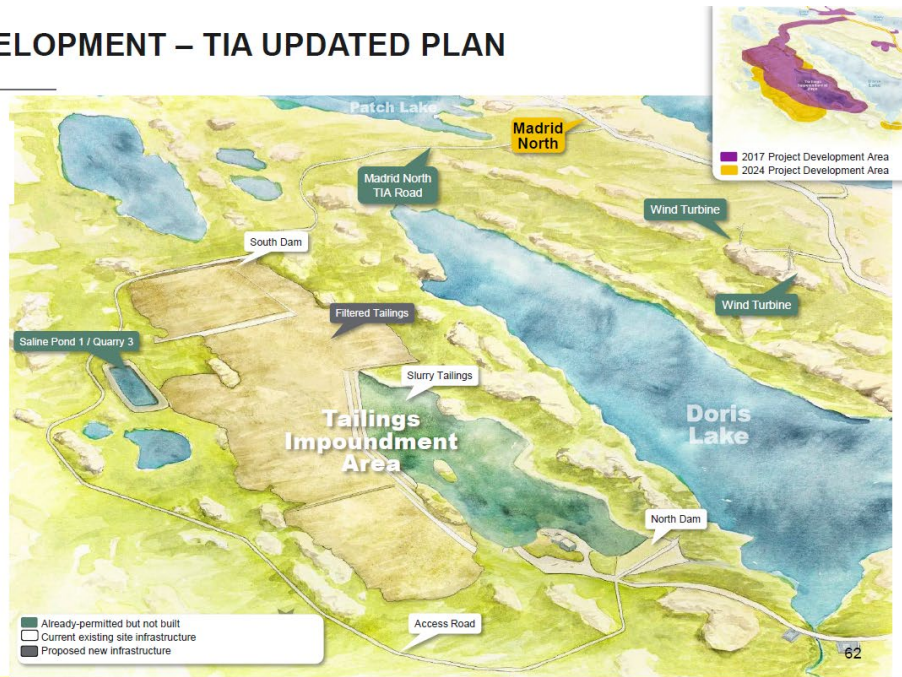 ELOPMENT – TIA UPDATED PLAN
Patch Lake
Madrid
North
Madrid North
TIA Road
2017 Project Development Area
2024 Project Development Area
Wind Turbine
South Dam
Wind Turbine
Filtered Tailings
Saline Pond 1 / Quarry 3
Slurry Tailings
Doris
Lake
Tailings
Impoundment
Area
North Dam
Access Road
Already-permitted but not built
Current existing site infrastructure
Proposed new infrastructure
62